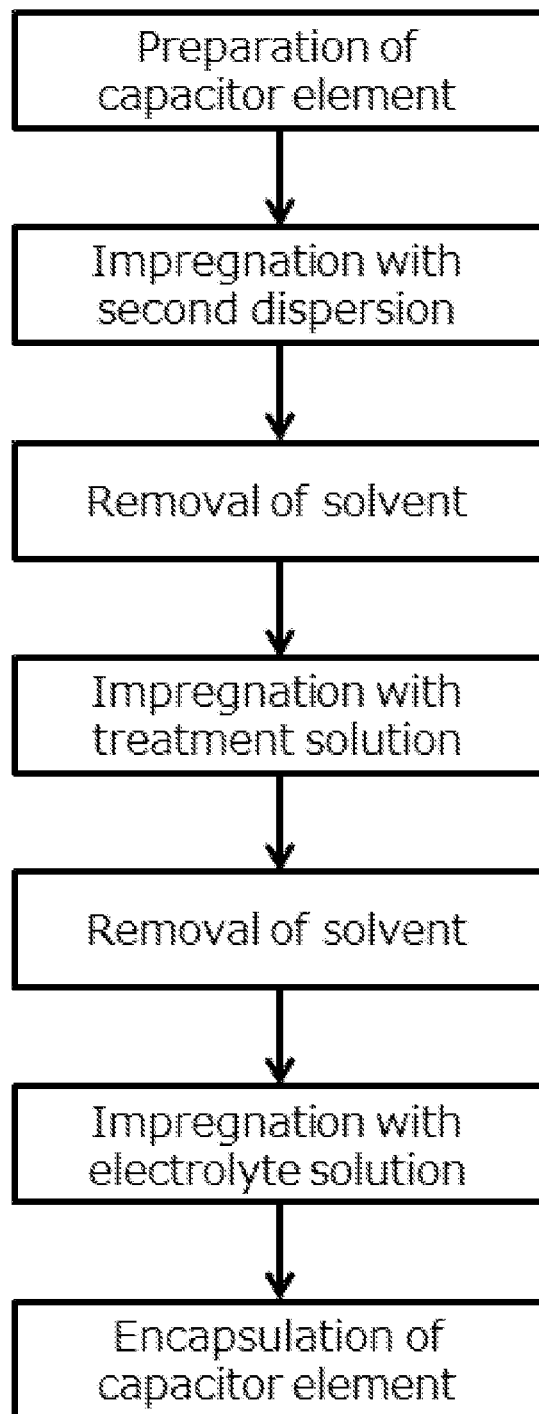 Preparation of
capacitor element
Impregnation with
second dispersion
Removal of solvent
Impregnation with
treatment solution
Removal of solvent
Impregnation with
electrolyte solution
Encapsulation of
capacitor element